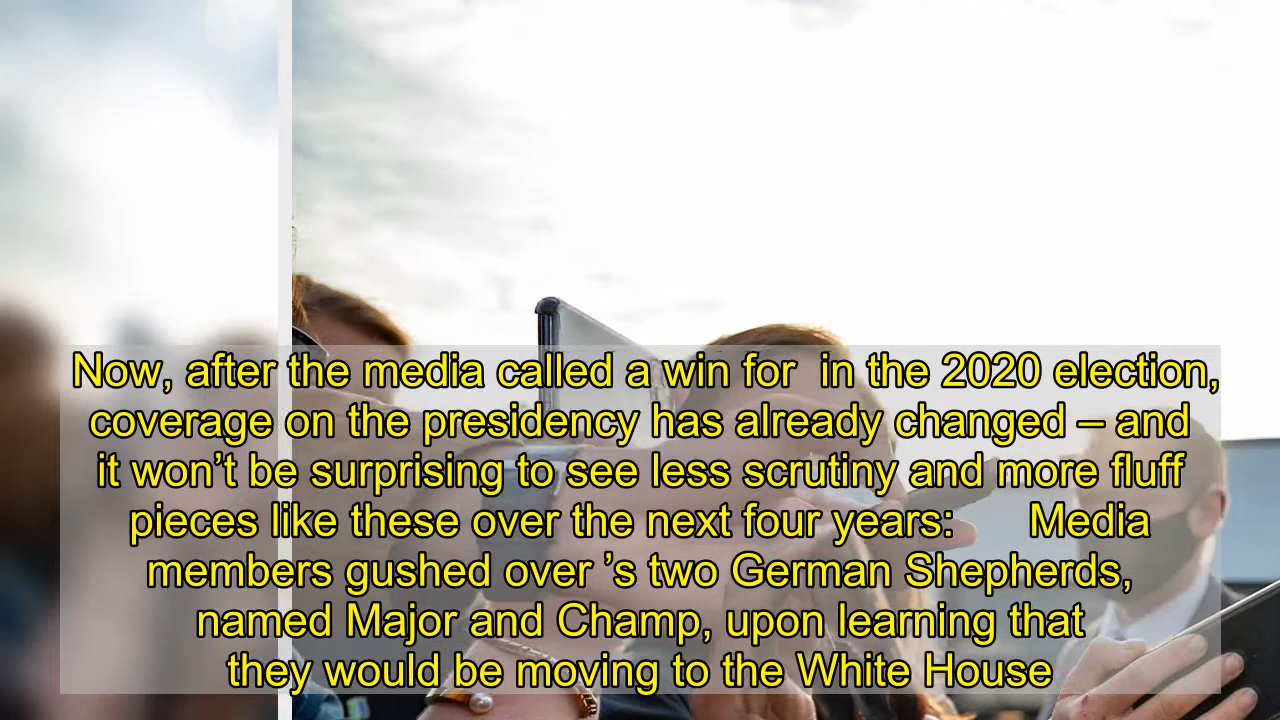 Now, after the media called a win for  in the 2020 election,
coverage on the presidency has already changed – and
it won’t be surprising to see less scrutiny and more fluff
pieces like these over the next four years:      Media
members gushed over ’s two German Shepherds,
named Major and Champ, upon learning that
they would be moving to the White House